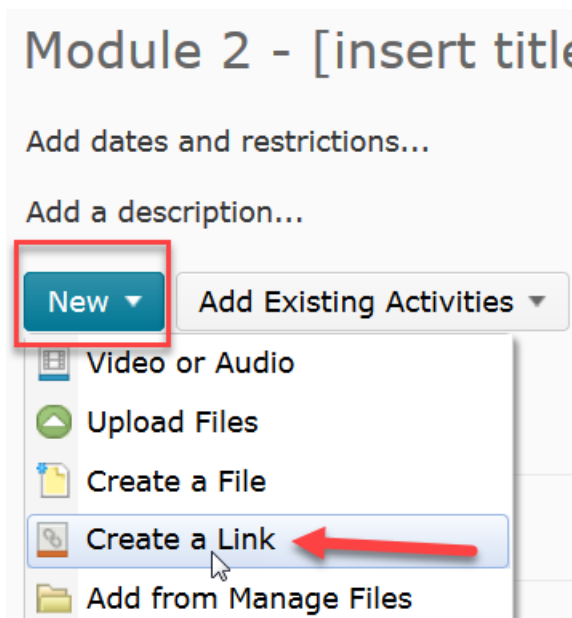 Module 2 - [insert title
Add dates and restrictions...
Add a description...
New Add Existing Activities
Video or Audio
Upload Files
Create a File
Create a Link
Add from Manage Files